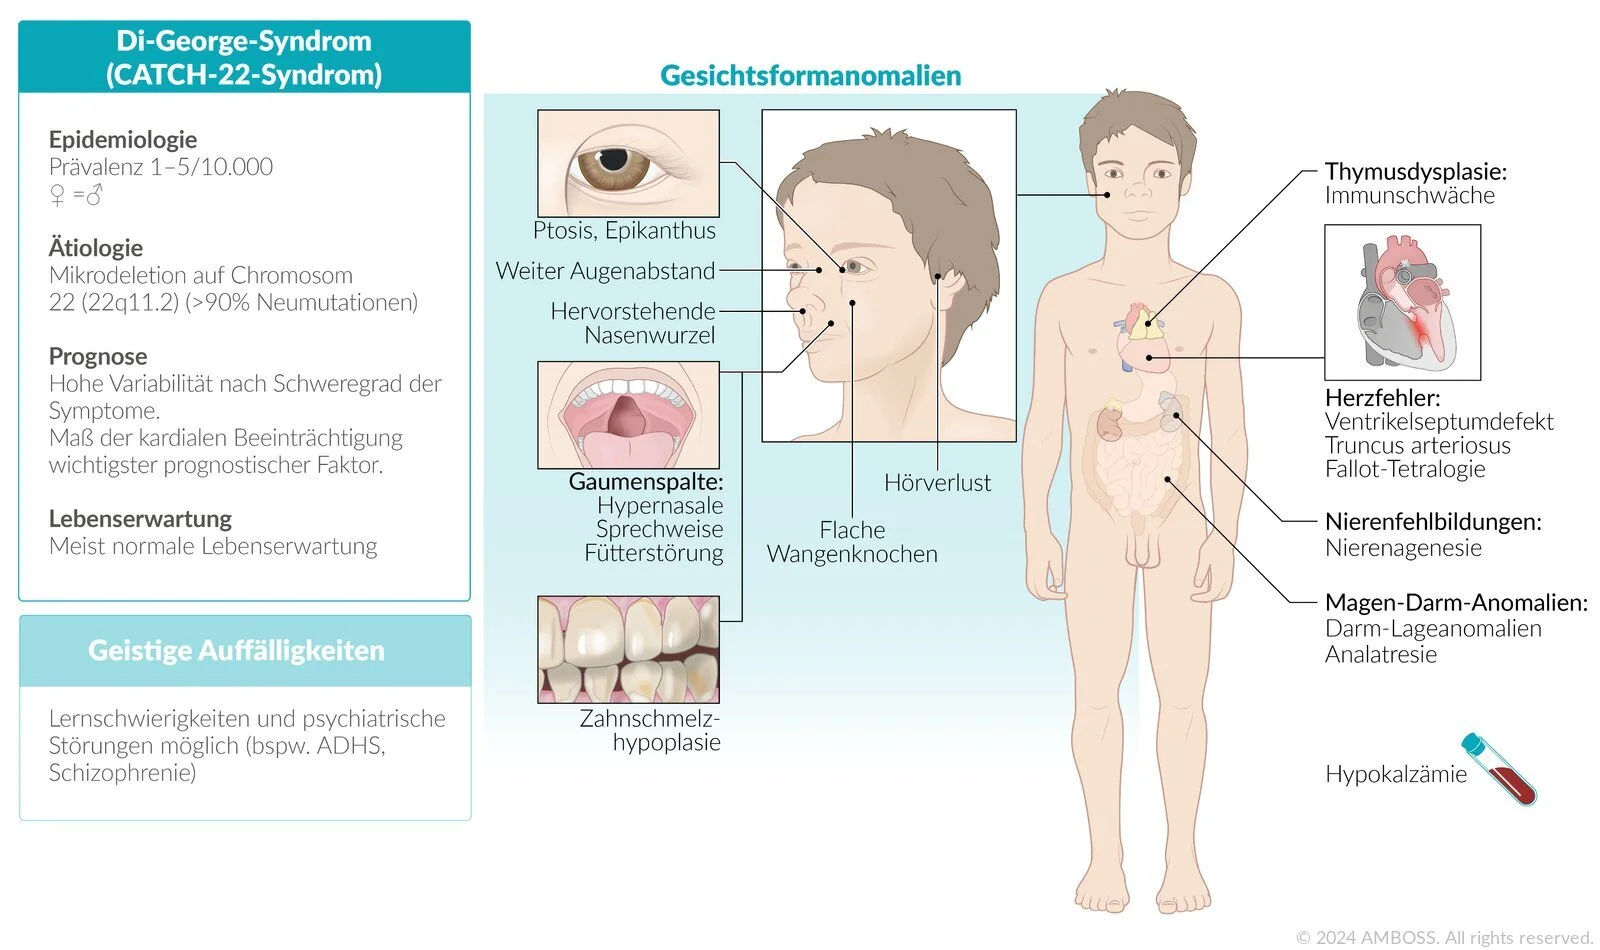 Di-George-Syndrom
(CATCH-22-Syndrom)
Epidemiologie
Prävalenz 1–5/10.000
♀ =♂
Ätiologie
Mikrodeletion auf Chromosom
22 (22q11.2) (>90% Neumutationen)
Prognose
Hohe Variabilität nach Schweregrad der
Symptome.
Maß der kardialen Beeinträchtigung
wichtigster prognostischer Faktor.
Lebenserwartung
Meist normale Lebenserwartung
Geistige Auffälligkeiten
Lernschwierigkeiten und psychiatrische
Störungen möglich (bspw. ADHS,
Schizophrenie)
Gesichtsformanomalien
Ptosis, Epikanthus
Weiter Augenabstand
Hervorstehende
Nasenwurzel
Gaumenspalte:
Hypernasale
Sprechweise
Fütterstörung
Zahnschmelz-
hypoplasie
Hörverlust
Flache
Wangenknochen
Thymusdysplasie:
Immunschwäche
Herzfehler:
Ventrikelseptumdefekt
Truncus arteriosus
Fallot-Tetralogie
Nierenfehlbildungen:
Nierenagenesie
Magen-Darm-Anomalien:
Darm-Lageanomalien
Analatresie
Hypokalzämie
© 2024 AMBOSS. All rights reserved.